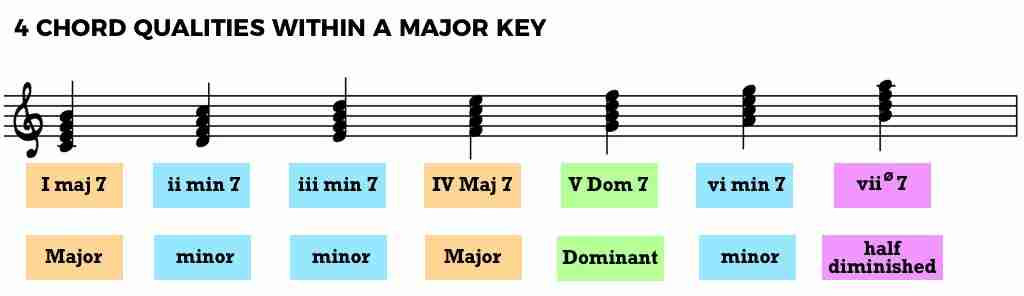 4 CHORD QUALITIES WITHIN A MAJOR KEY
I maj 7 ii min 7 iii min 7 IV Maj 7 V Dom 7 vi min 7 viiø 7
Major minor minor Major Dominant minor half
diminished